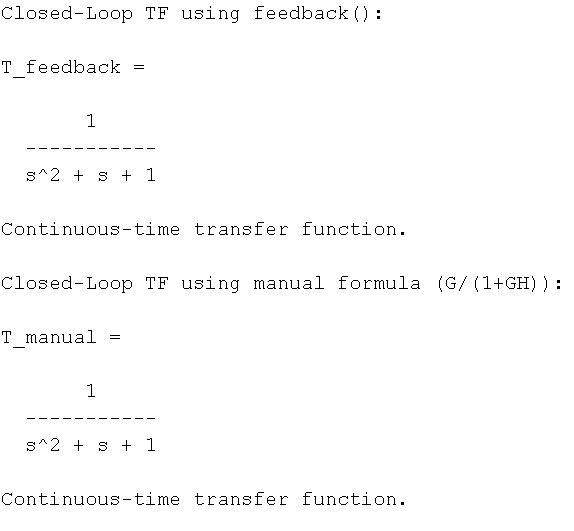 Closed-Loop TF using feedback():
T_feedback =
1
-----------
s^2 + s + 1
Continuous-time transfer function.
Closed-Loop TF using manual formula (G/(1+GH)):
T_manual =
1
-----------
s^2 + s + 1
Continuous-time transfer function.